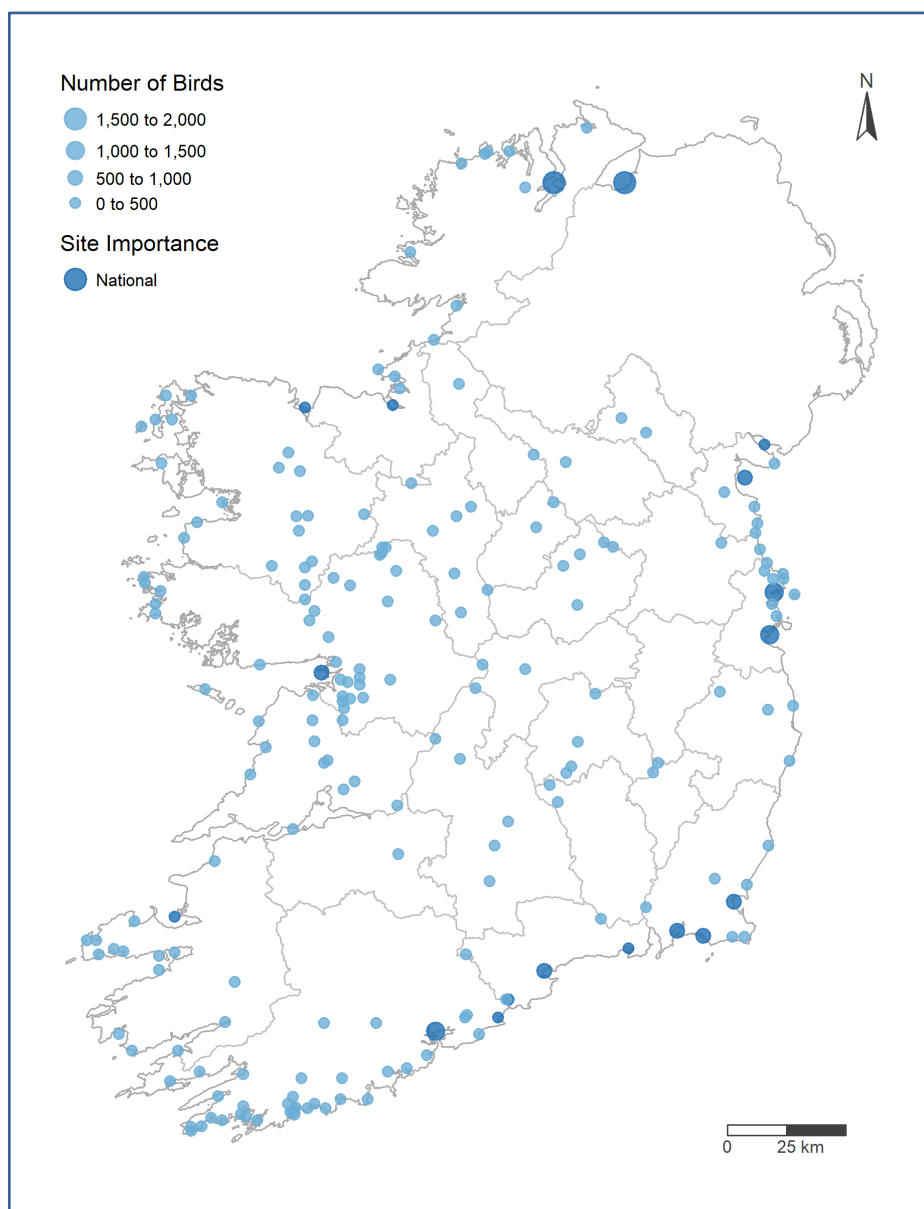 Number of Birds
1,500 to 2,000
1,000 to 1,500
500 to 1,000
0 to 500
Site Importance
National
N
0 25 km